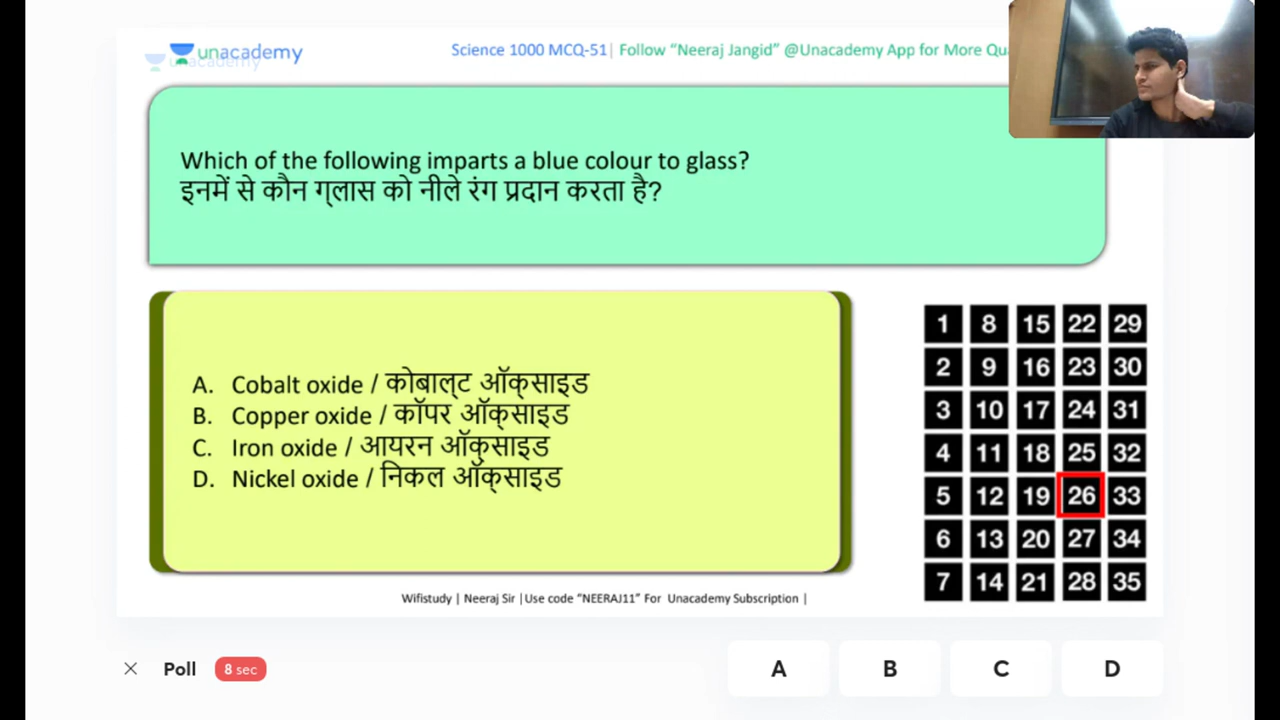 unacademy
unacademy
Science 1000 MCQ-51| Follow “Neeraj Jangid” @Unacademy App for More
Which of the following imparts a blue colour to glass?
इनमें से कौन ग्लास को नीले रंग प्रदान करता है?
A. Cobalt oxide / कोबाल्ट ऑक्साइड
B. Copper oxide / कॉपर ऑक्साइड
C. Iron oxide / आयरन ऑक्साइड
D. Nickel oxide / निकल ऑक्साइड
1 8 15 22 29
2 9 16 23 30
3 10 17 24 31
4 11 18 25 32
5 12 19 26 33
6 13 20 27 34
7 14 21 28 35
Wifistudy | Neeraj Sir |Use code “NEERAJ11” For Unacademy Subscription |
× Poll 8 sec A B C D